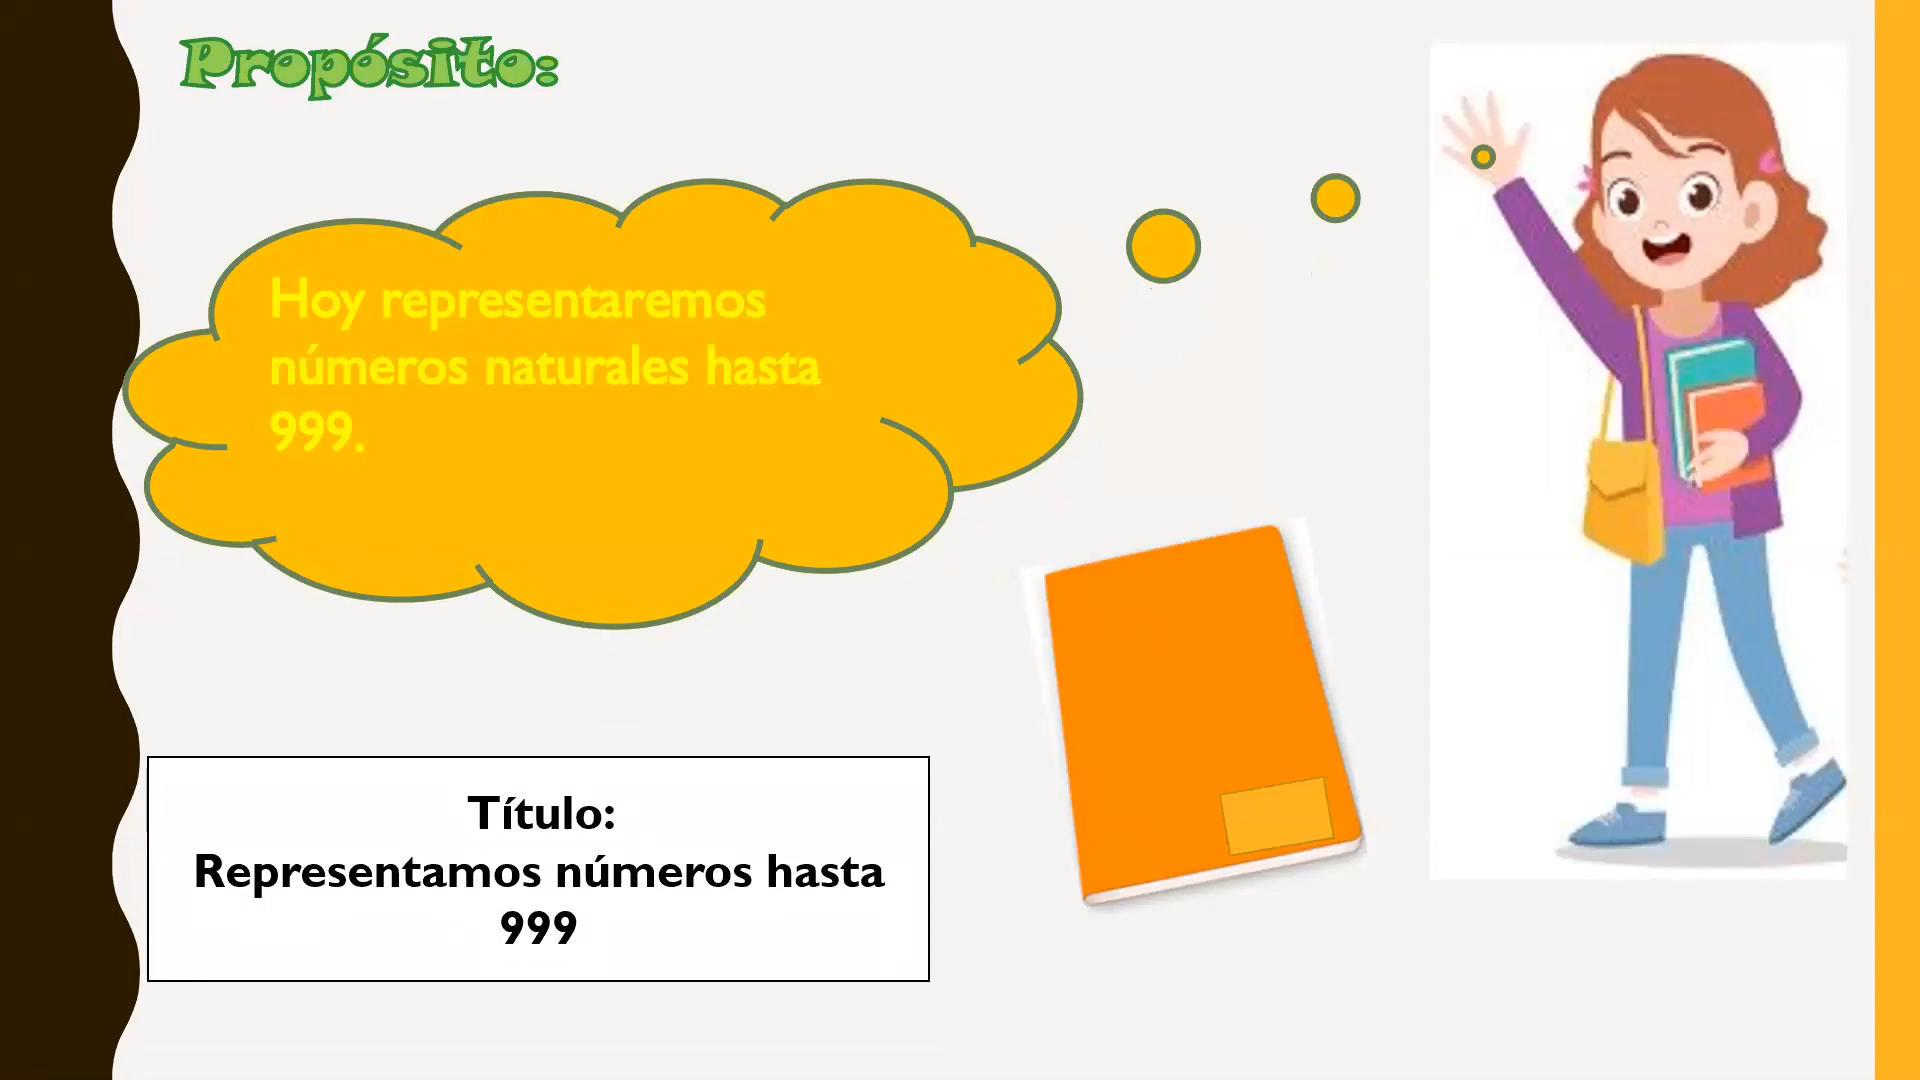 Propósito:
Hoy representaremos
números naturales hasta
999.
Título:
Representamos números hasta
999